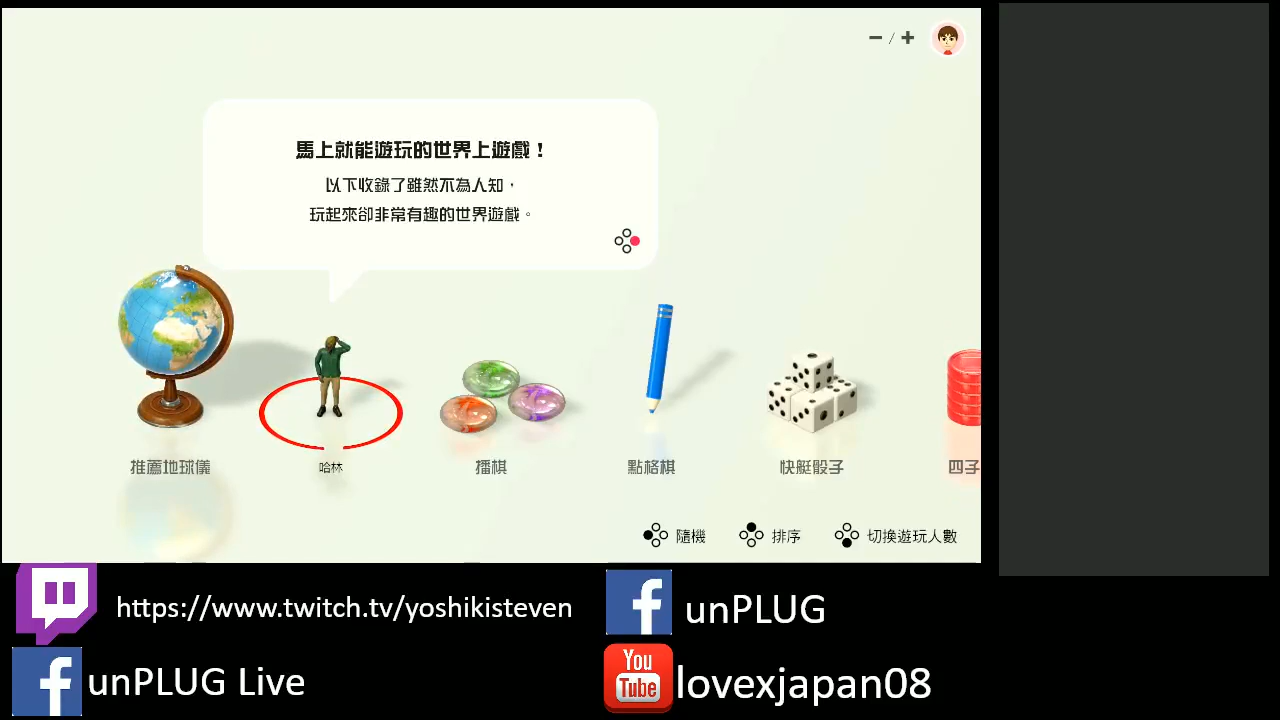 − / +
馬上就能遊玩的世界上遊戲！
以下收錄了雖然不為人知，
玩起來卻非常有趣的世界遊戲。
推薦地球儀
哈林
播棋
點格棋
快艇骰子
四子
隨機
排序
切換遊玩人數
https://www.twitch.tv/yoshikisteven
unPLUG
unPLUG Live
You
Tube
lovexjapan08